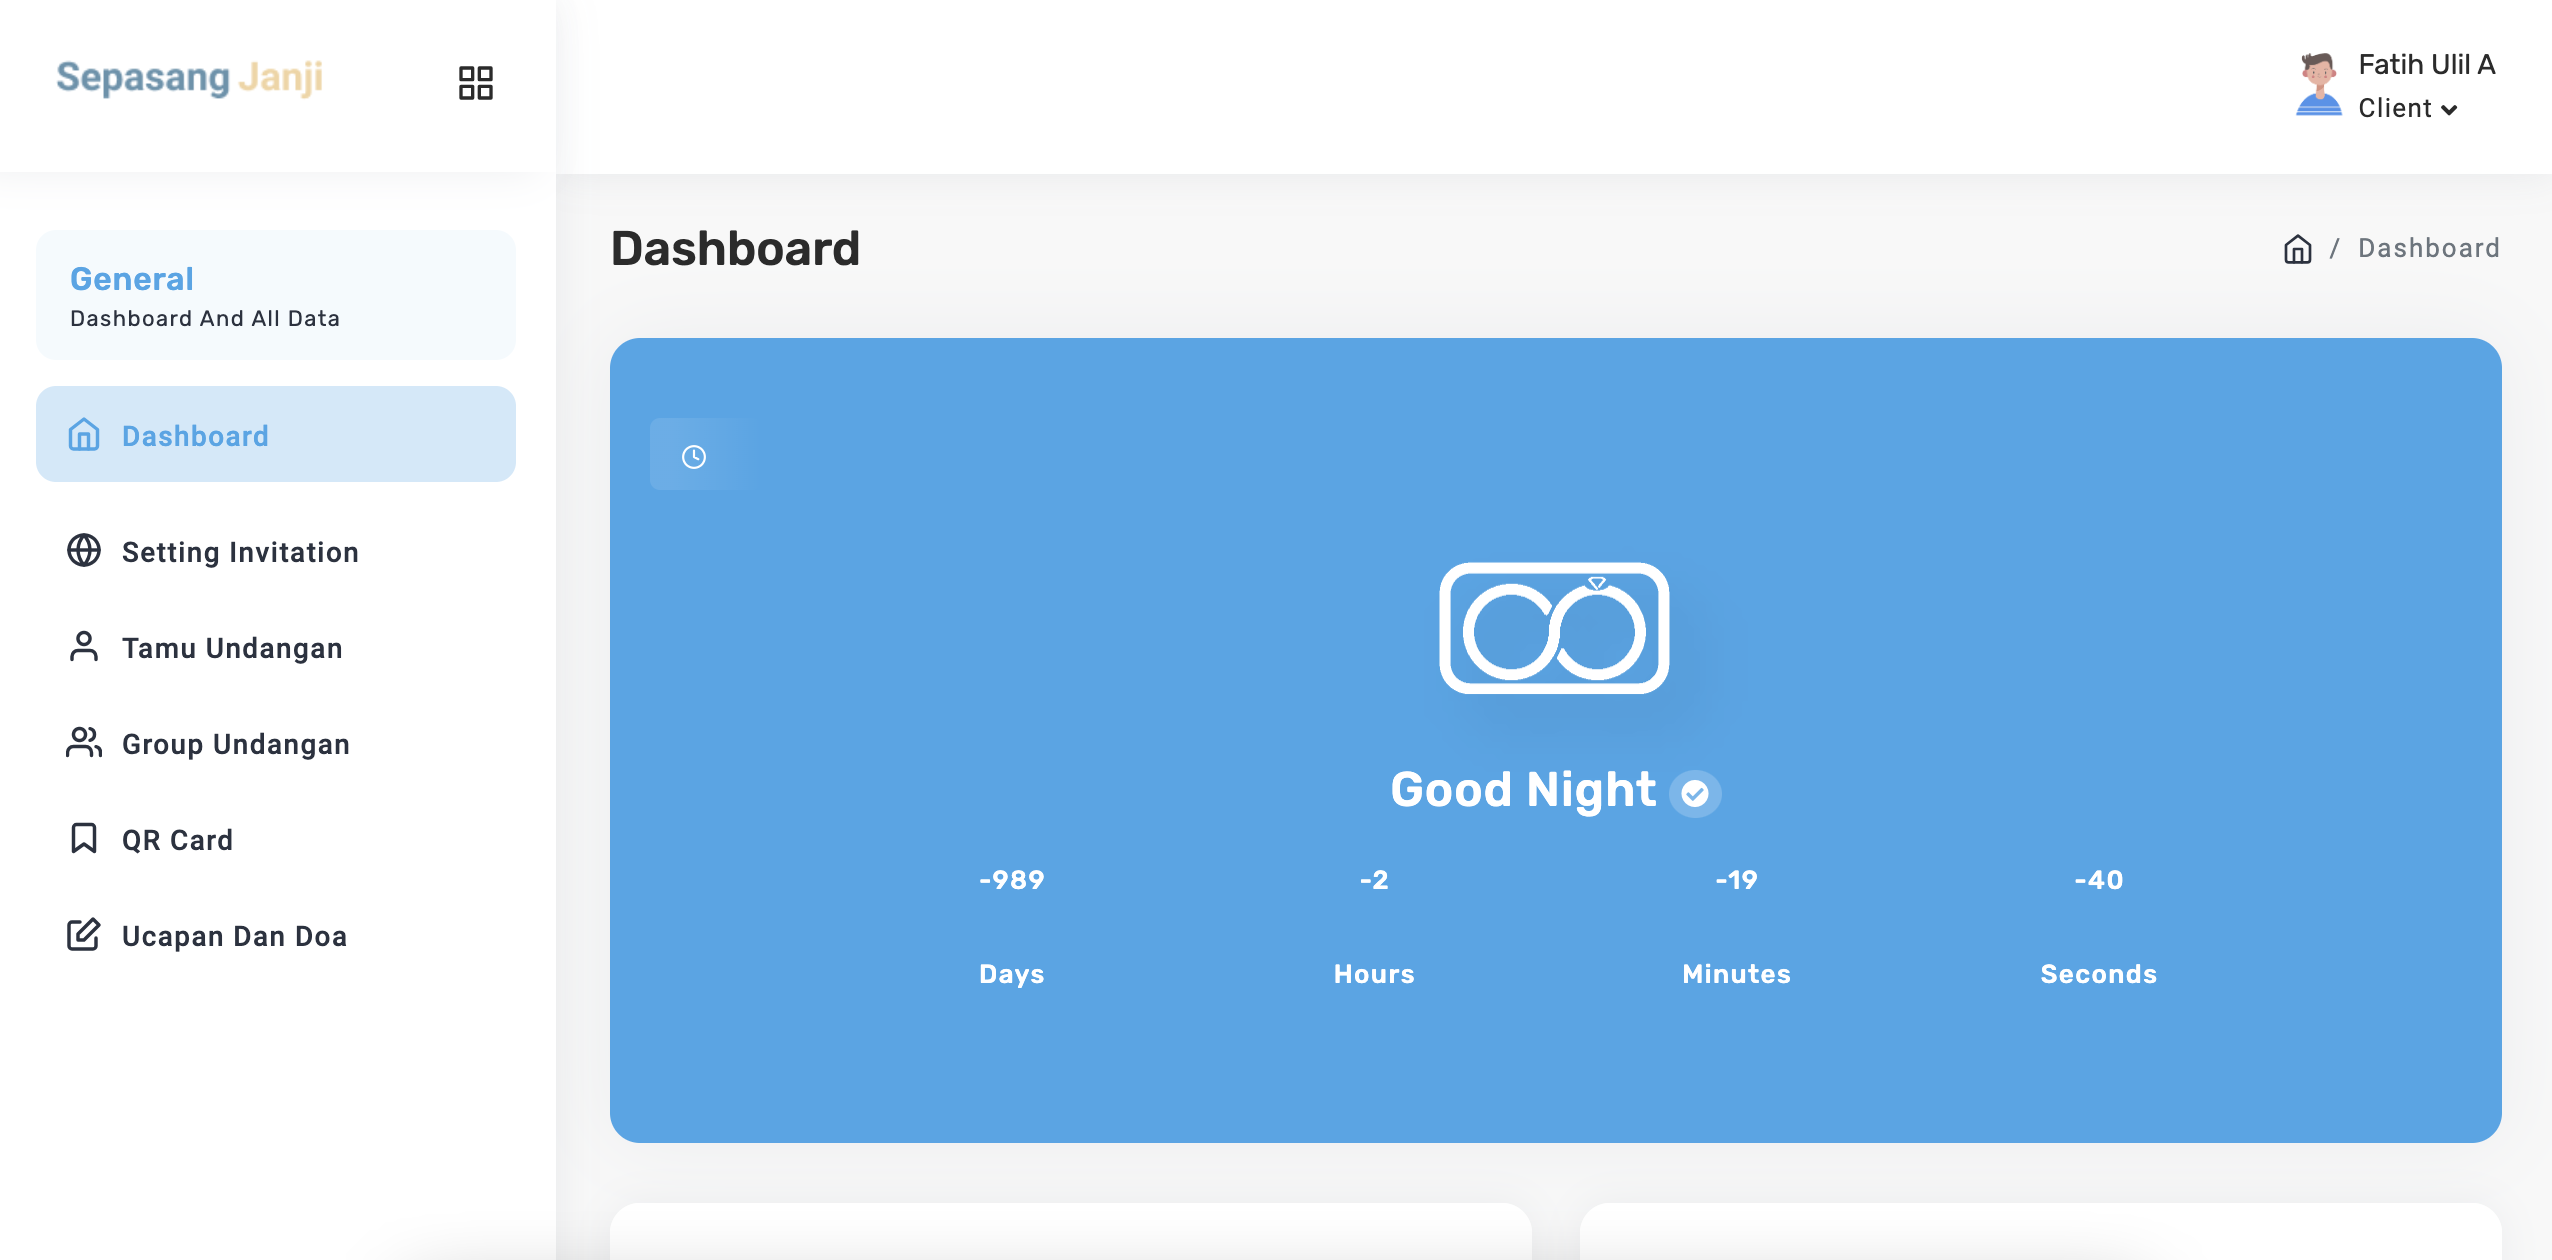 Sepasang Janji
Fatih Ulil A
Client
General
Dashboard And All Data
Dashboard
Setting Invitation
Tamu Undangan
Group Undangan
QR Card
Ucapan Dan Doa
Dashboard
/ Dashboard
Good Night
-989 -2 -19 -40
Days Hours Minutes Seconds